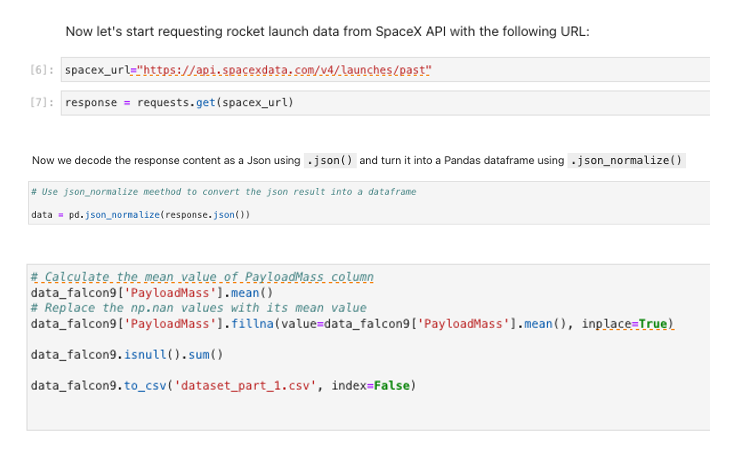 Now let's start requesting rocket launch data from SpaceX API with the following URL:
[6]: spacex_url="https://api.spacexdata.com/v4/launches/past"
[7]: response = requests.get(spacex_url)
Now we decode the response content as a Json using .json() and turn it into a Pandas dataframe using .json_normalize()
# Use json_normalize meethod to convert the json result into a dataframe
data = pd.json_normalize(response.json())
# Calculate the mean value of PayloadMass column
data_falcon9['PayloadMass'].mean()
# Replace the np.nan values with its mean value
data_falcon9['PayloadMass'].fillna(value=data_falcon9['PayloadMass'].mean(), inplace=True)
data_falcon9.isnull().sum()
data_falcon9.to_csv('dataset_part_1.csv', index=False)